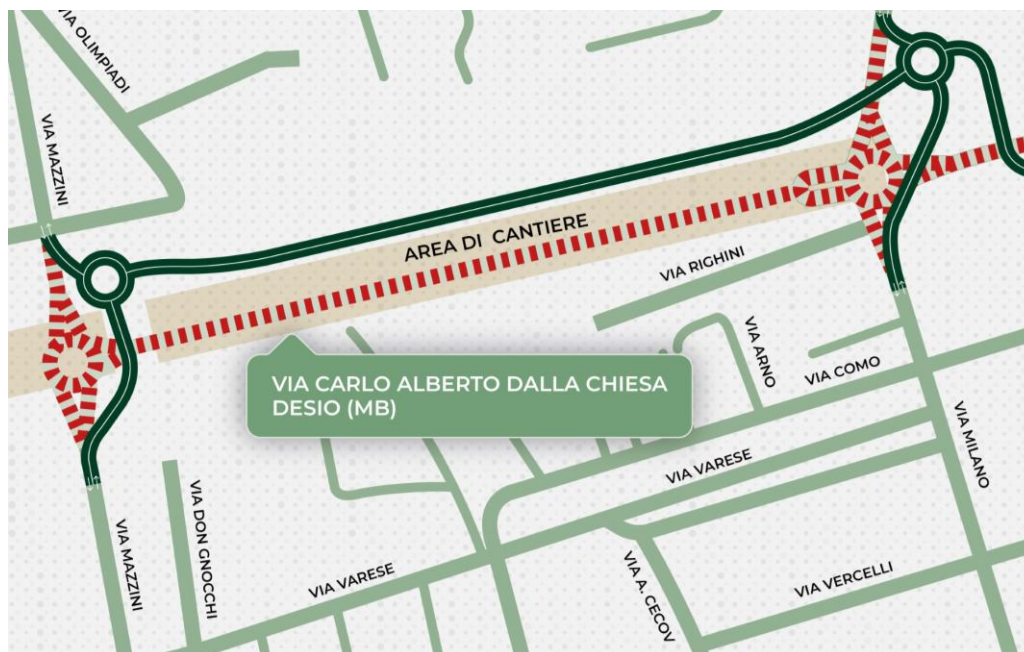 VIA OLIMPIADI
VIA MAZZINI
AREA DI CANTIERE
VIA RIGHINI
VIA ARNO
VIA COMO
VIA CARLO ALBERTO DALLA CHIESA
DESIO (MB)
VIA MILANO
VIA VARESE
VIA DON GNOCCHI
VIA MAZZINI
VIA VARESE
VIA A. CECOV
VIA VERCELLI